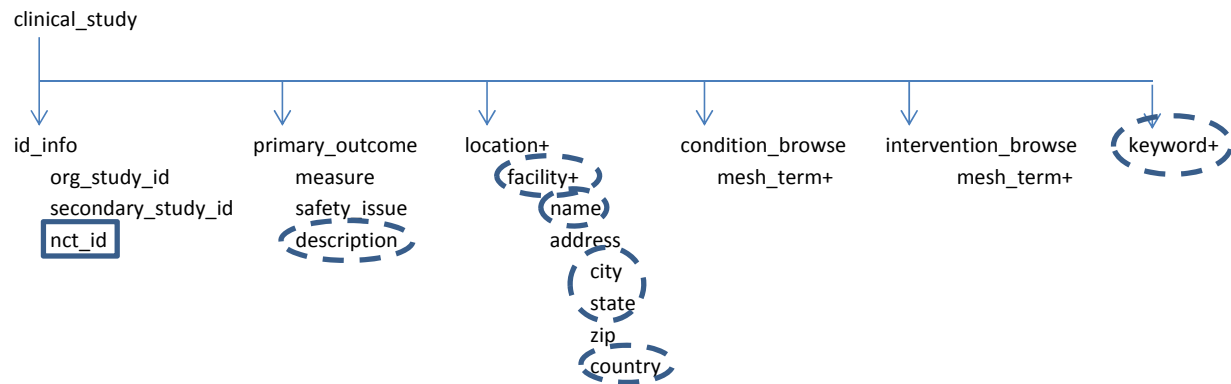 clinical_study
id_info
org_study_id
secondary_study_id
nct_id
primary_outcome
measure
safety_issue
description
location+
facility+
name
address
city
state
zip
country
condition_browse
mesh_term+
intervention_browse
mesh_term+
keyword+